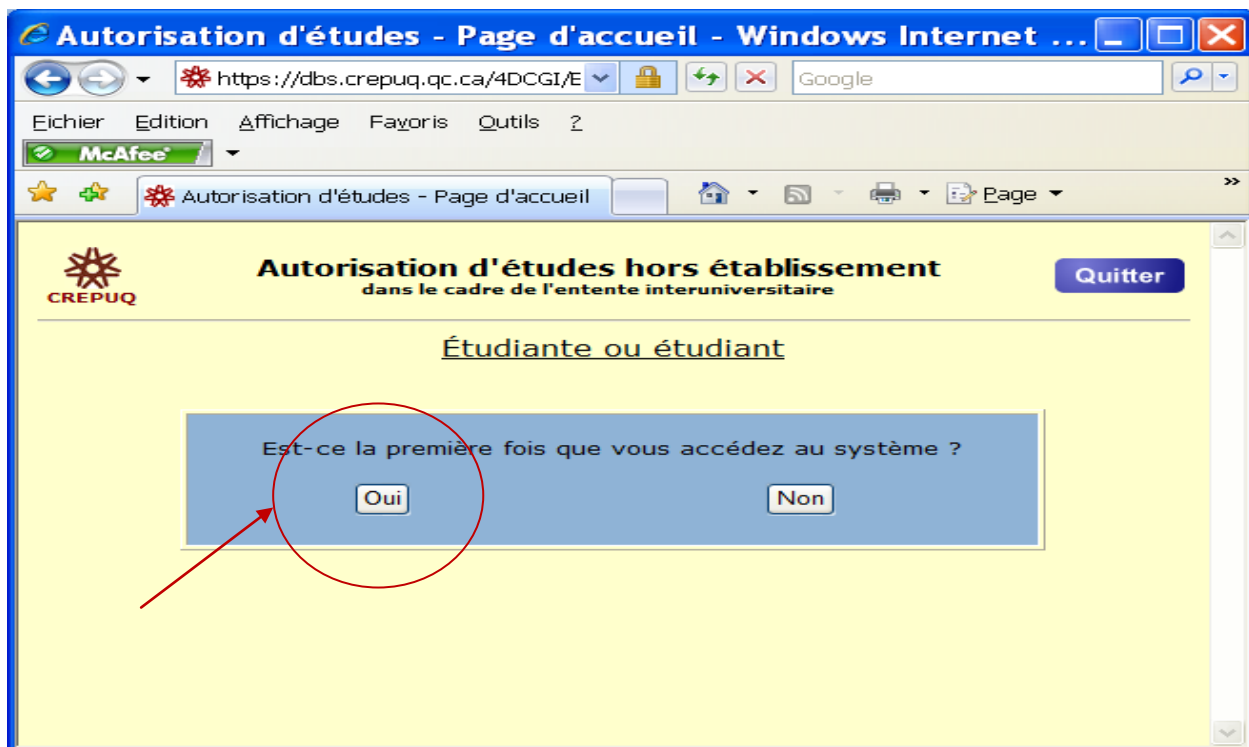 Autorisation d'études - Page d'accueil - Windows Internet ...
https://dbs.crepuq.qc.ca/4DCGI/E Google
Eichier Edition Affichage Favoris Outils ?
McAfee
Autorisation d'études - Page d'accueil Page
CREPUQ
Autorisation d'études hors établissement
dans le cadre de l'entente interuniversitaire
Quitter
Étudiante ou étudiant
Est-ce la première fois que vous accédez au système ?
Oui Non